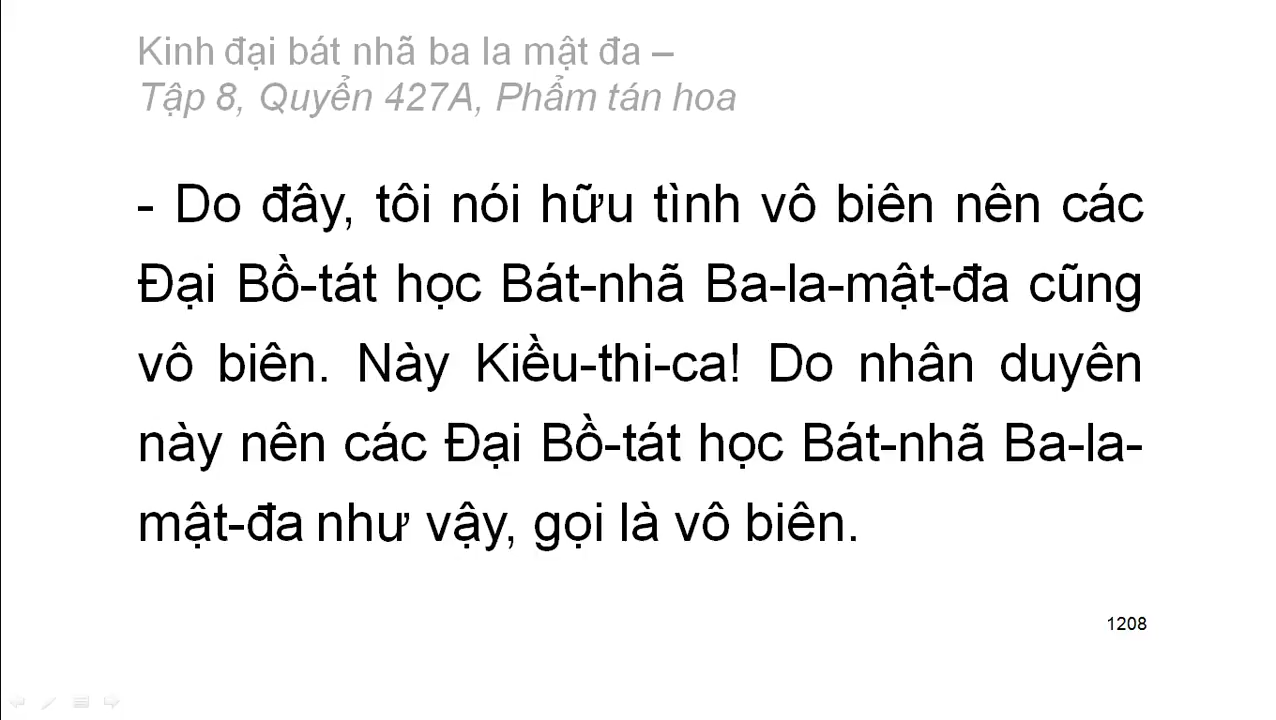 Kinh đại bát nhã ba la mật đa –
Tập 8, Quyển 427A, Phẩm tán hoa
- Do đây, tôi nói hữu tình vô biên nên các
Đại Bồ-tát học Bát-nhã Ba-la-mật-đa cũng
vô biên. Này Kiều-thi-ca! Do nhân duyên
này nên các Đại Bồ-tát học Bát-nhã Ba-la-
mật-đa như vậy, gọi là vô biên.
1208